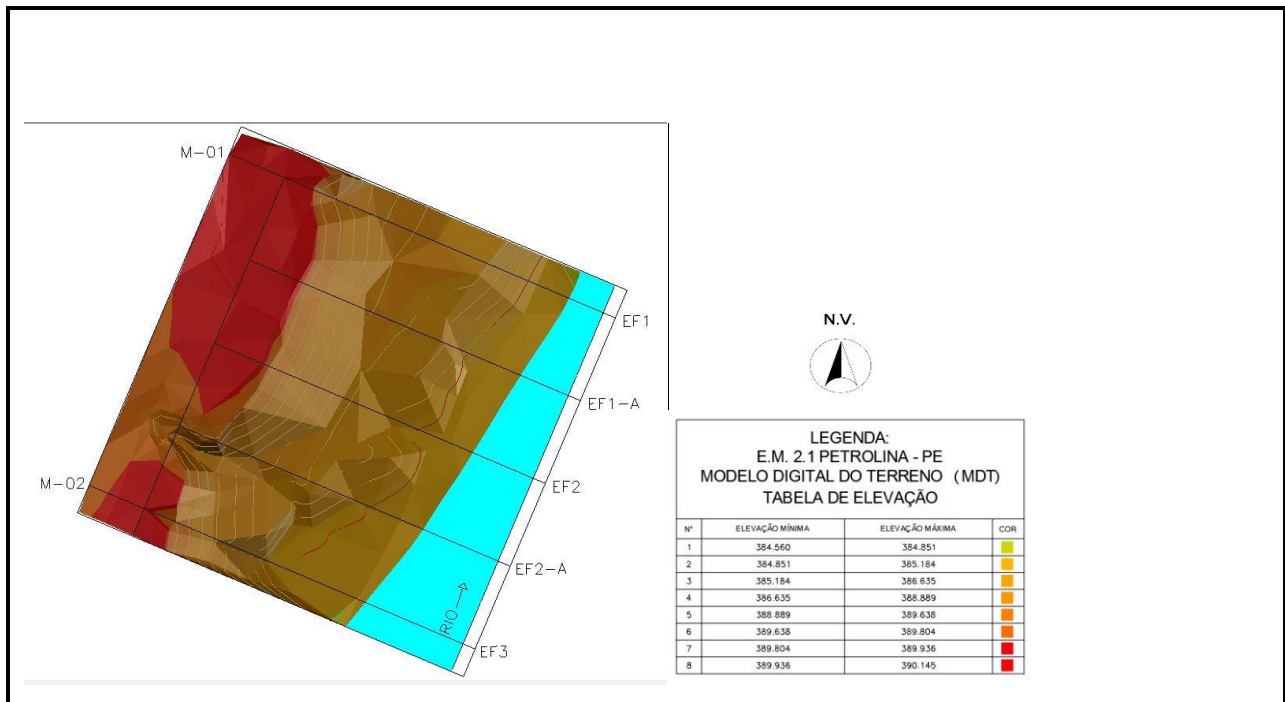 M-01
EF1
EF1-A
M-02
EF2
EF2-A
RIO
EF3
N.V.
LEGENDA:
E.M. 2.1 PETROLINA - PE
MODELO DIGITAL DO TERRENO (MDT)
TABELA DE ELEVAÇÃO
N° ELEVAÇÃO MÍNIMA ELEVAÇÃO MÁXIMA COR
1 384.560 384.851
2 384.851 385.184
3 385.184 386.635
4 386.635 388.889
5 388.889 389.638
6 389.638 389.804
7 389.804 389.936
8 389.936 390.145